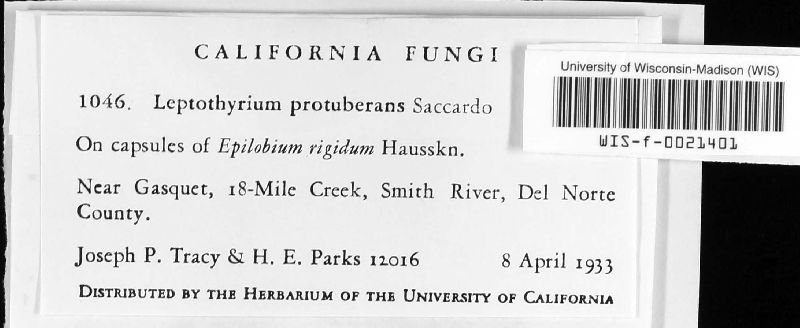 CALIFORNIA FUNGI
University of Wisconsin-Madison (WIS)
WIS-f-0021401
1046. Leptothyrium protuberans Saccardo
On capsules of Epilobium rigidum Hausskn.
Near Gasquet, 18-Mile Creek, Smith River, Del Norte
County.
Joseph P. Tracy & H. E. Parks 12016 8 April 1933
DISTRIBUTED BY THE HERBARIUM OF THE UNIVERSITY OF CALIFORNIA